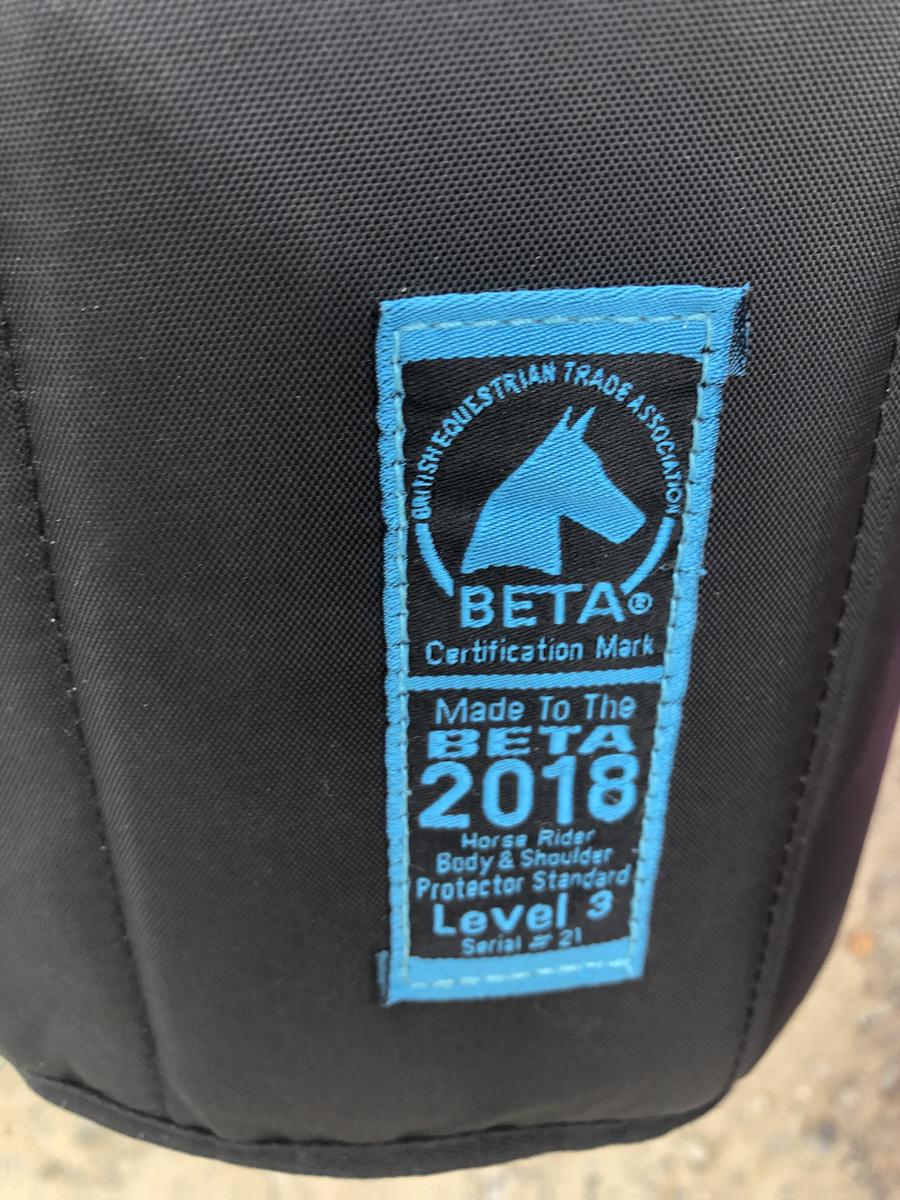 BRITISH EQUESTRIAN TRADE ASSOCIATION
BETA®
Certification Mark
Made To The
BETA
2018
Horse Rider
Body & Shoulder
Protector Standard
Level 3
Serial 21